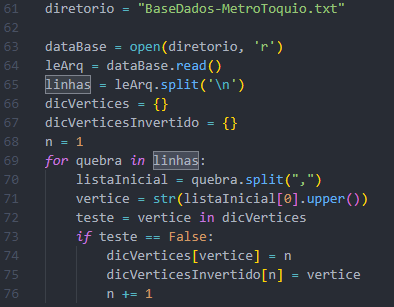 61 diretorio = "BaseDados-MetroToquio.txt"
62
63 dataBase = open(diretorio, 'r')
64 leArq = dataBase.read()
65 linhas = leArq.split('\n')
66 dicVertices = {}
67 dicVerticesInvertido = {}
68 n = 1
69 for quebra in linhas:
70     listaInicial = quebra.split(",")
71     vertice = str(listaInicial[0].upper())
72     teste = vertice in dicVertices
73     if teste == False:
74         dicVertices[vertice] = n
75         dicVerticesInvertido[n] = vertice
76         n += 1